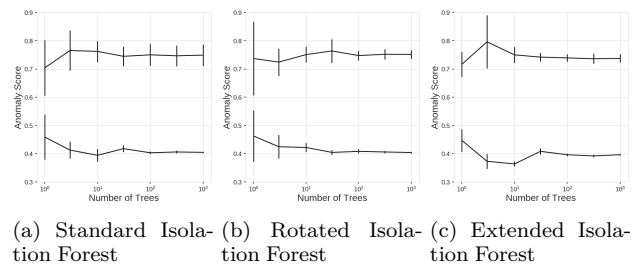 0.9
0.8
0.7
0.6
0.5
0.4
0.3
Anomaly Score
10⁰ 10¹ 10² 10³
Number of Trees
0.9
0.8
0.7
0.6
0.5
0.4
0.3
Anomaly Score
10⁰ 10¹ 10² 10³
Number of Trees
0.9
0.8
0.7
0.6
0.5
0.4
0.3
Anomaly Score
10⁰ 10¹ 10² 10³
Number of Trees
(a) Standard Isola-
tion Forest
(b) Rotated Isola-
tion Forest
(c) Extended Isola-
tion Forest